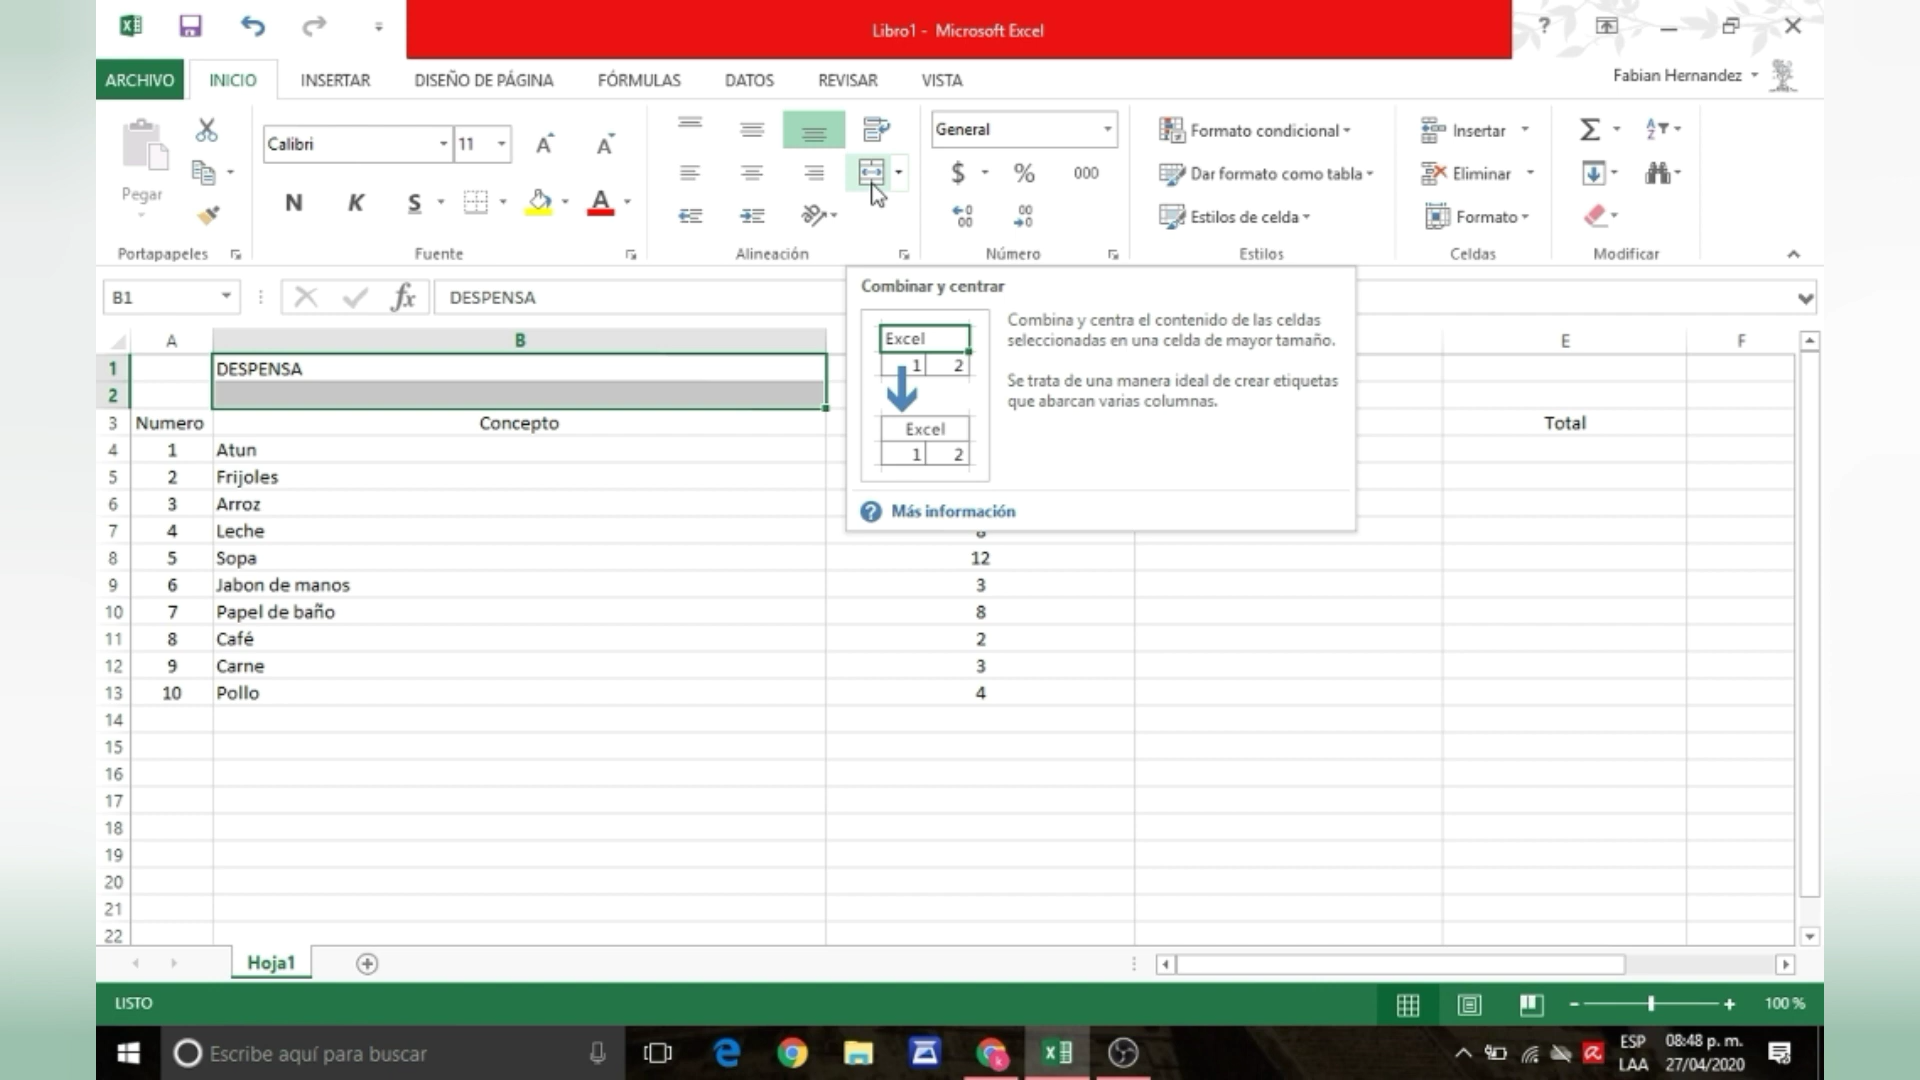 Libro1 - Microsoft Excel
?
ARCHIVO INICIO INSERTAR DISEÑO DE PÁGINA FÓRMULAS DATOS REVISAR VISTA Fabian Hernandez
Pegar
Portapapeles
Calibri 11 A A
N K S A
Fuente
Alineación
General
$ % 000
Número
Formato condicional
Dar formato como tabla
Estilos de celda
Estilos
Insertar
Eliminar
Formato
Celdas
Σ
Modificar
B1 fx DESPENSA
Combinar y centrar
Combina y centra el contenido de las celdas
seleccionadas en una celda de mayor tamaño.
Se trata de una manera ideal de crear etiquetas
que abarcan varias columnas.
Excel
1 2
Excel
1 2
Más información
A B E F
1 DESPENSA
2
3 Numero Concepto Total
4 1 Atun
5 2 Frijoles
6 3 Arroz
7 4 Leche
8 5 Sopa 12
9 6 Jabon de manos 3
10 7 Papel de baño 8
11 8 Café 2
12 9 Carne 3
13 10 Pollo 4
14
15
16
17
18
19
20
21
22
Hoja1
LISTO 100 %
Escribe aquí para buscar
ESP
LAA
08:48 p. m.
27/04/2020